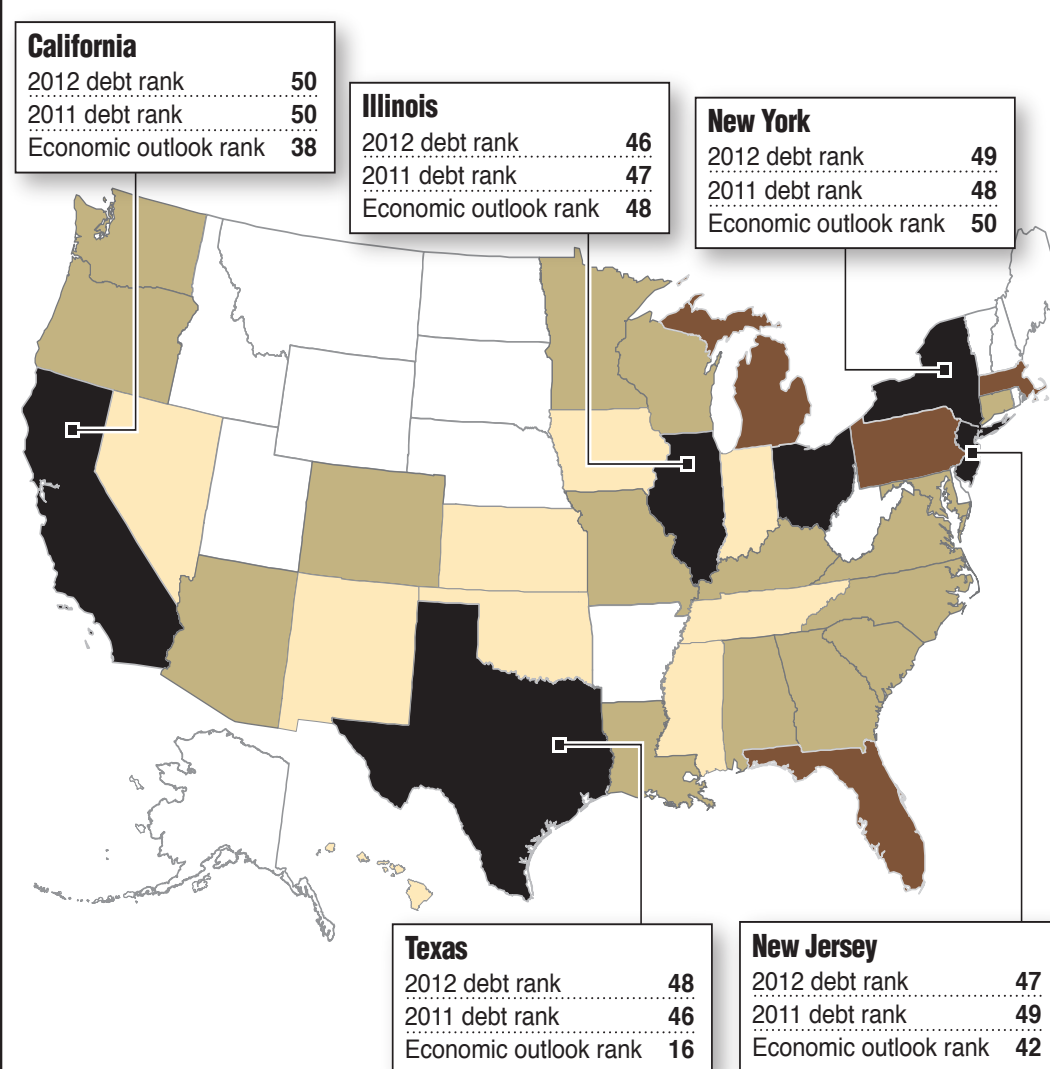 California
2012 debt rank 50
2011 debt rank 50
Economic outlook rank 38
Illinois
2012 debt rank 46
2011 debt rank 47
Economic outlook rank 48
New York
2012 debt rank 49
2011 debt rank 48
Economic outlook rank 50
Texas
2012 debt rank 48
2011 debt rank 46
Economic outlook rank 16
New Jersey
2012 debt rank 47
2011 debt rank 49
Economic outlook rank 42